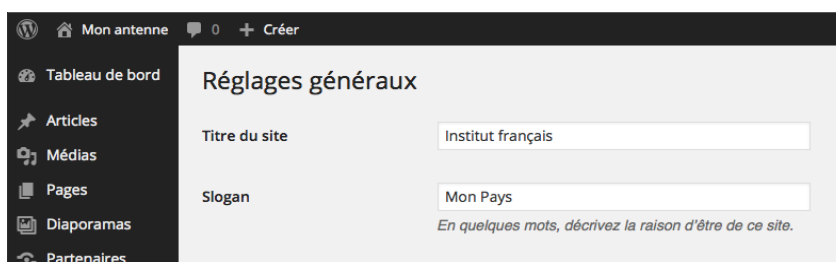 Mon antenne 0 + Créer
Tableau de bord
Réglages généraux
Articles
Titre du site Institut français
Médias
Pages
Slogan Mon Pays
Diaporamas
En quelques mots, décrivez la raison d'être de ce site.
Partenaires